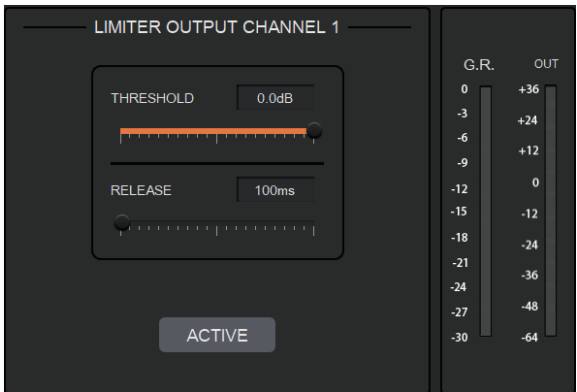 LIMITER OUTPUT CHANNEL 1
THRESHOLD 0.0dB
RELEASE 100ms
ACTIVE
G.R. OUT
0 +36
-3 +24
-6 +12
-9 0
-12 -12
-15 -24
-18 -36
-21 -48
-24 -64
-27
-30